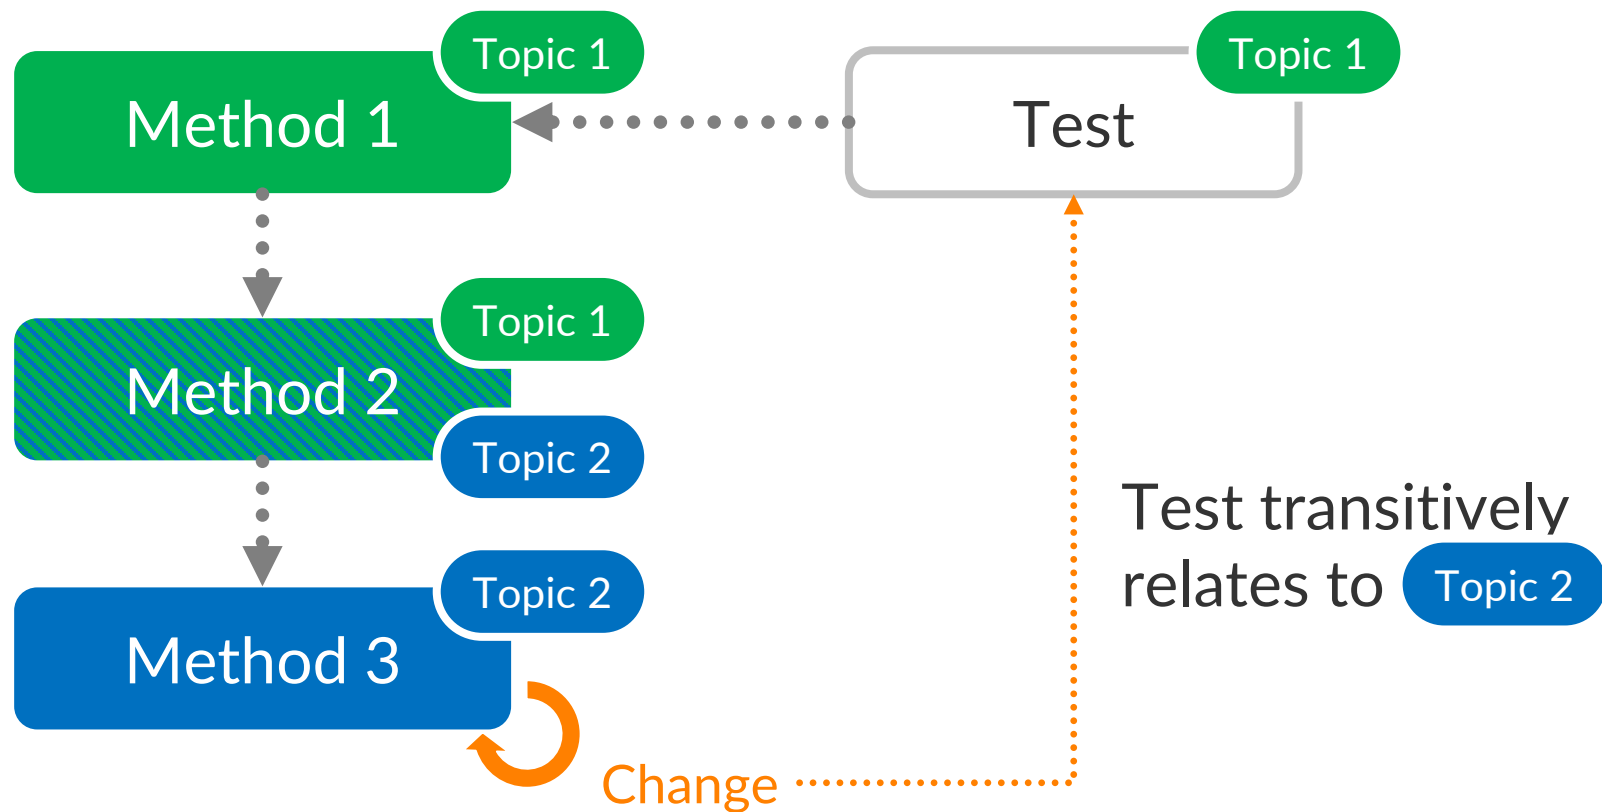 Topic 1
Method 1
Topic 1
Test
Topic 1
Method 2
Topic 2
Topic 2
Method 3
Change
Test transitively
relates to Topic 2